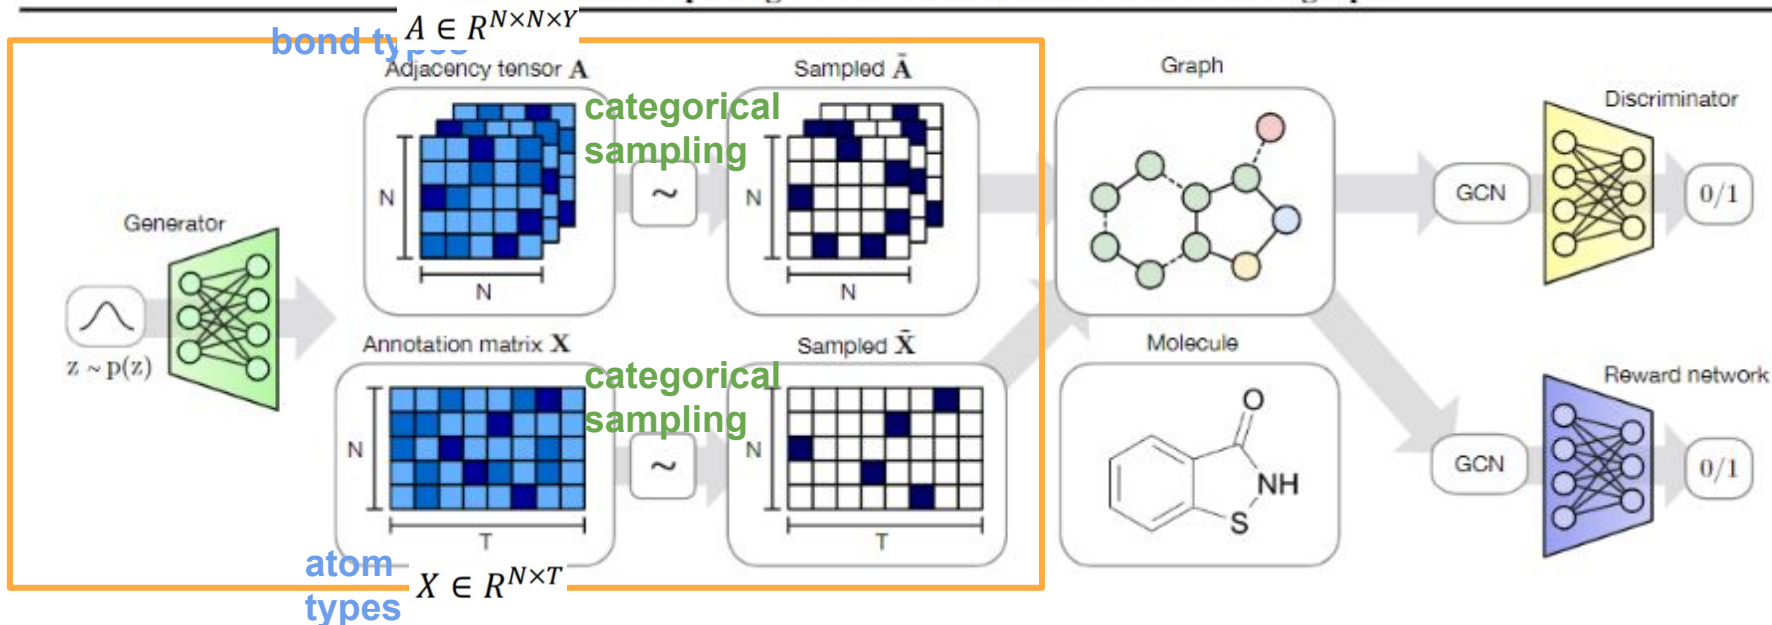 A ∈ R^{N×N×Y}
bond types
Adjacency tensor A
Sampled Ã
Graph
Discriminator
categorical
sampling
N
~
N
GCN
0/1
Generator
N
N
z ~ p(z)
Annotation matrix X
Sampled X̃
Molecule
Reward network
categorical
sampling
N
~
N
O
NH
S
GCN
0/1
T
T
atom
types
X ∈ R^{N×T}